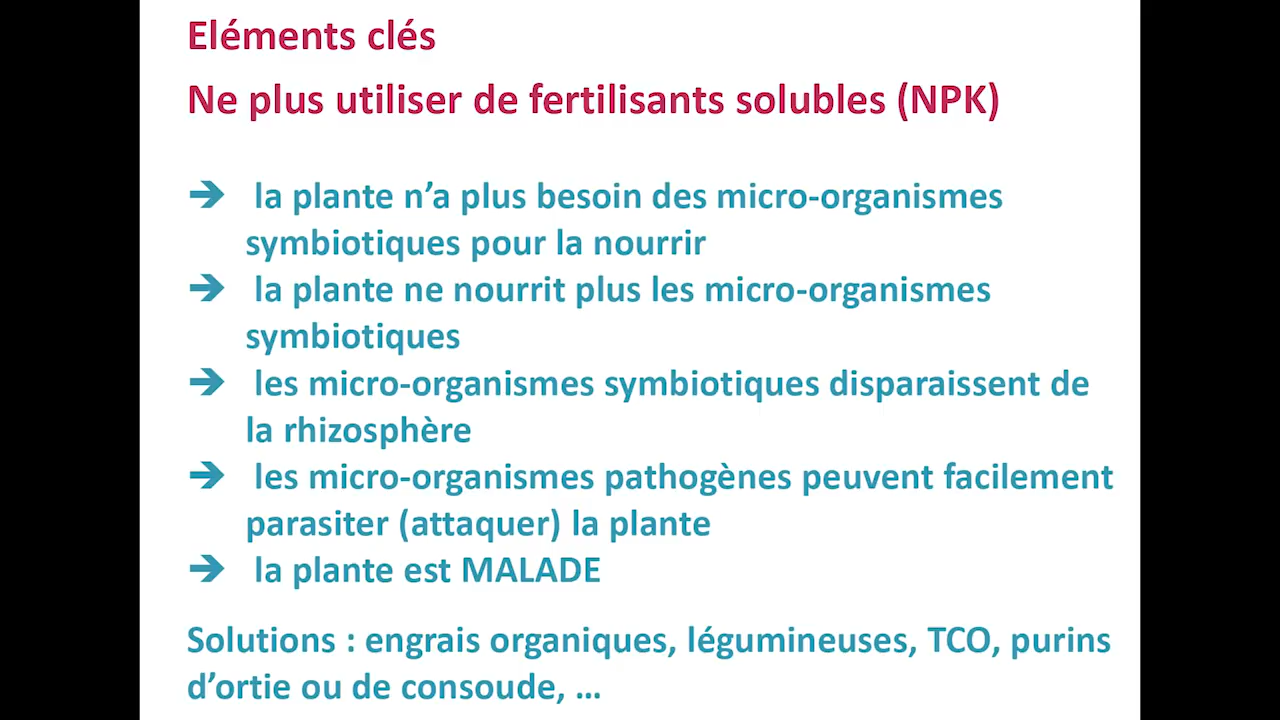 Eléments clés
Ne plus utiliser de fertilisants solubles (NPK)
➔ la plante n’a plus besoin des micro-organismes
symbiotiques pour la nourrir
➔ la plante ne nourrit plus les micro-organismes
symbiotiques
➔ les micro-organismes symbiotiques disparaissent de
la rhizosphère
➔ les micro-organismes pathogènes peuvent facilement
parasiter (attaquer) la plante
➔ la plante est MALADE
Solutions : engrais organiques, légumineuses, TCO, purins
d’ortie ou de consoude, …